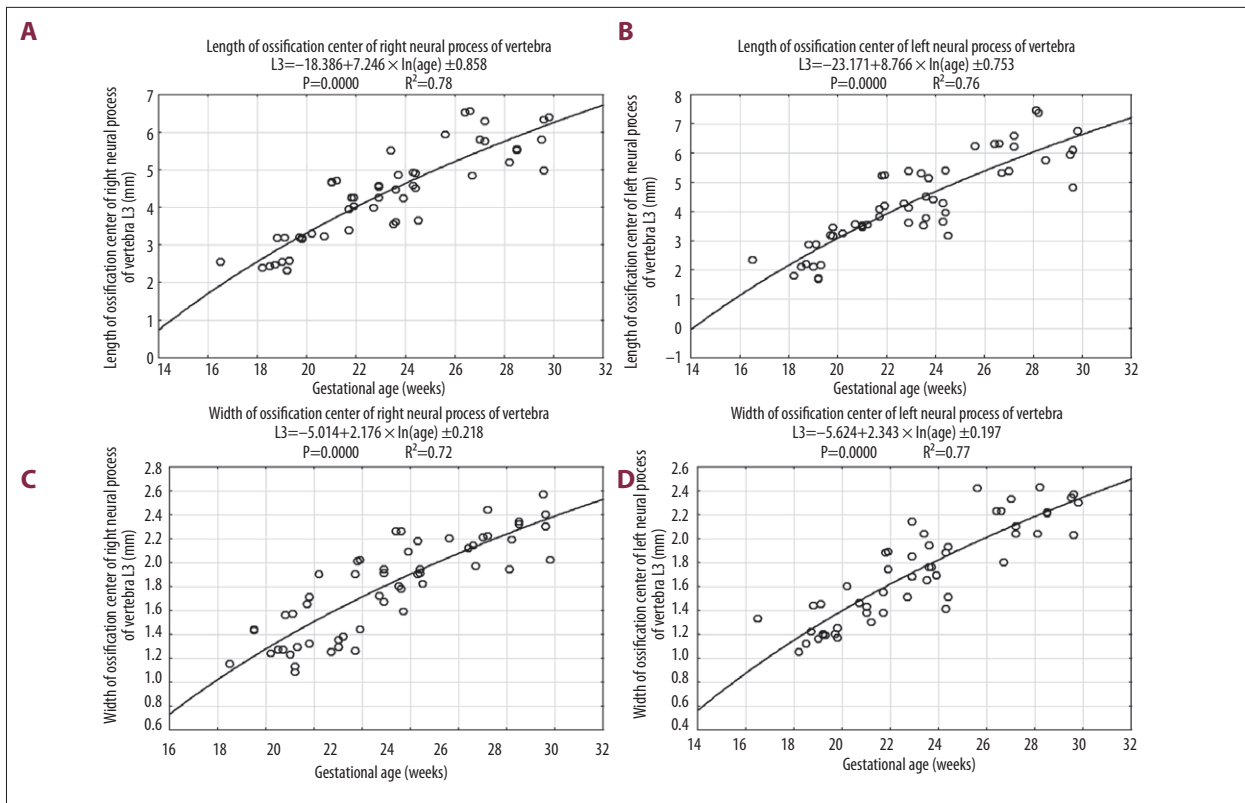 A
Length of ossification center of right neural process of vertebra
L3=−18.386+7.246 × ln(age) ±0.858
P=0.0000 R²=0.78
Length of ossification center of right neural process
of vertebra L3 (mm)
7
6
5
4
3
2
1
0
14 16 18 20 22 24 26 28 30 32
Gestational age (weeks)
B
Length of ossification center of left neural process of vertebra
L3=−23.171+8.766 × ln(age) ±0.753
P=0.0000 R²=0.76
Length of ossification center of left neural process
of vertebra L3 (mm)
8
7
6
5
4
3
2
1
0
−1
14 16 18 20 22 24 26 28 30 32
Gestational age (weeks)
C
Width of ossification center of right neural process of vertebra
L3=−5.014+2.176 × ln(age) ±0.218
P=0.0000 R²=0.72
Width of ossification center of right neural process
of vertebra L3 (mm)
2.8
2.6
2.4
2.2
2.0
1.8
1.6
1.4
1.2
1.0
0.8
0.6
16 18 20 22 24 26 28 30 32
Gestational age (weeks)
D
Width of ossification center of left neural process of vertebra
L3=−5.624+2.343 × ln(age) ±0.197
P=0.0000 R²=0.77
Width of ossification center of left neural process
of vertebra L3 (mm)
2.6
2.4
2.2
2.0
1.8
1.6
1.4
1.2
1.0
0.8
0.6
0.4
14 16 18 20 22 24 26 28 30 32
Gestational age (weeks)